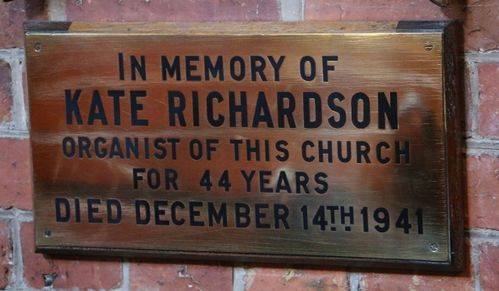 IN MEMORY OF
KATE RICHARDSON
ORGANIST OF THIS CHURCH
FOR 44 YEARS
DIED DECEMBER 14TH 1941